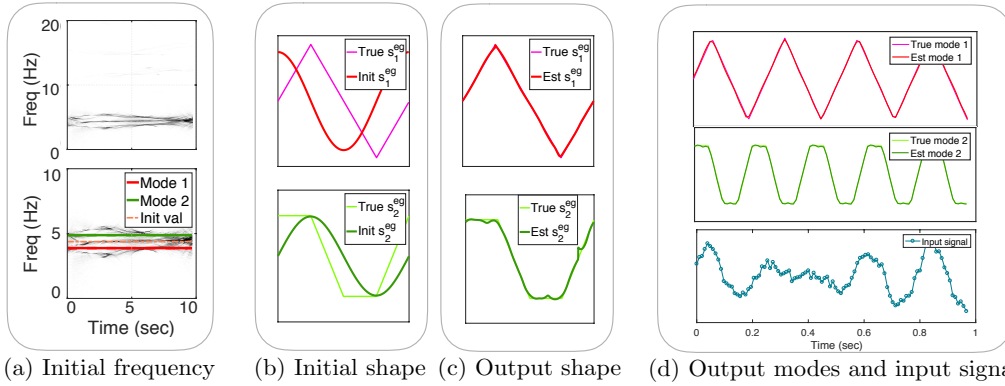 20
10
0
Freq (Hz)
10
5
0
Freq (Hz)
Mode 1
Mode 2
Init val
0
5
10
Time (sec)
(a) Initial frequency
True s₁ᵉᵍ
Init s₁ᵉᵍ
True s₂ᵉᵍ
Init s₂ᵉᵍ
(b) Initial shape
True s₁ᵉᵍ
Est s₁ᵉᵍ
True s₂ᵉᵍ
Est s₂ᵉᵍ
(c) Output shape
True mode 1
Est mode 1
True mode 2
Est mode 2
Input signal
0 0.2 0.4 0.6 0.8 1
Time (sec)
(d) Output modes and input signa